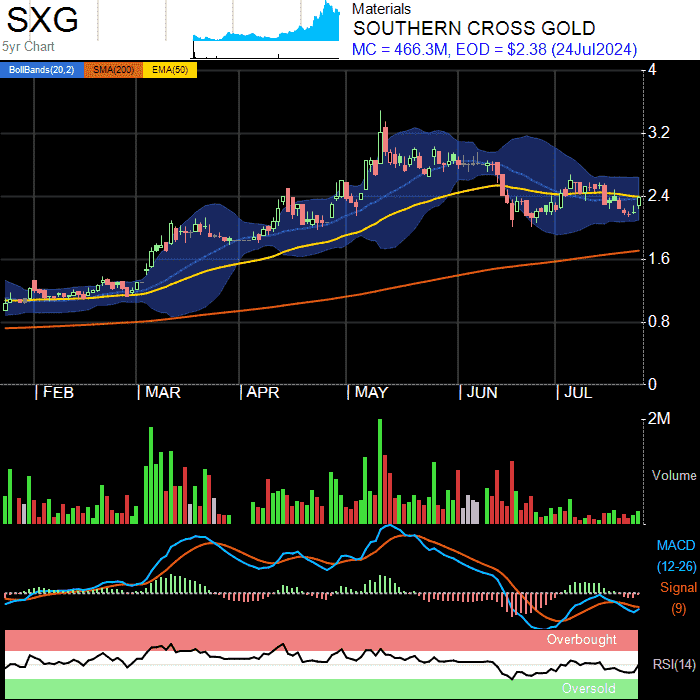 SXG
5yr Chart
Materials
SOUTHERN CROSS GOLD
MC = 466.3M, EOD = $2.38 (24Jul2024)
BollBands(20,2) SMA(200) EMA(50)
4
3.2
2.4
1.6
0.8
0
FEB MAR APR MAY JUN JUL
2M
Volume
MACD
(12-26)
Signal
(9)
Overbought
RSI(14)
Oversold